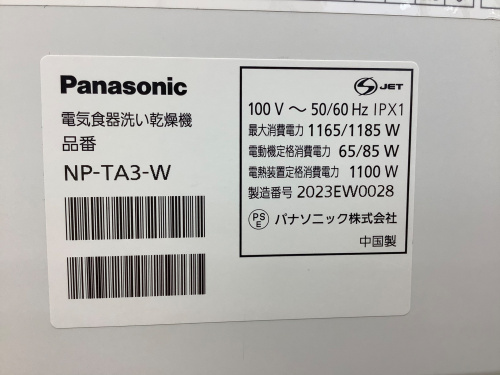 Panasonic
電気食器洗い乾燥機
品番
NP-TA3-W
S JET
100 V ～ 50/60 Hz IPX1
最大消費電力 1165/1185 W
電動機定格消費電力 65/85 W
電熱装置定格消費電力 1100 W
製造番号 2023EW0028
PS E パナソニック株式会社
中国製